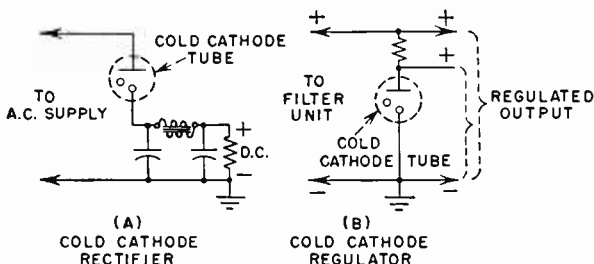 COLD CATHODE
TUBE
TO
A.C. SUPPLY
+
D.C.
−
(A)
COLD CATHODE
RECTIFIER
+ +
+
TO
FILTER
UNIT
REGULATED
OUTPUT
COLD
CATHODE TUBE
− −
(B)
COLD CATHODE
REGULATOR